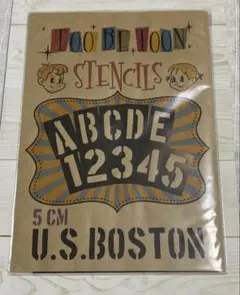 TOO BE TOON
STENCILS
ABCDE
12345
5 CM
U.S.BOSTON